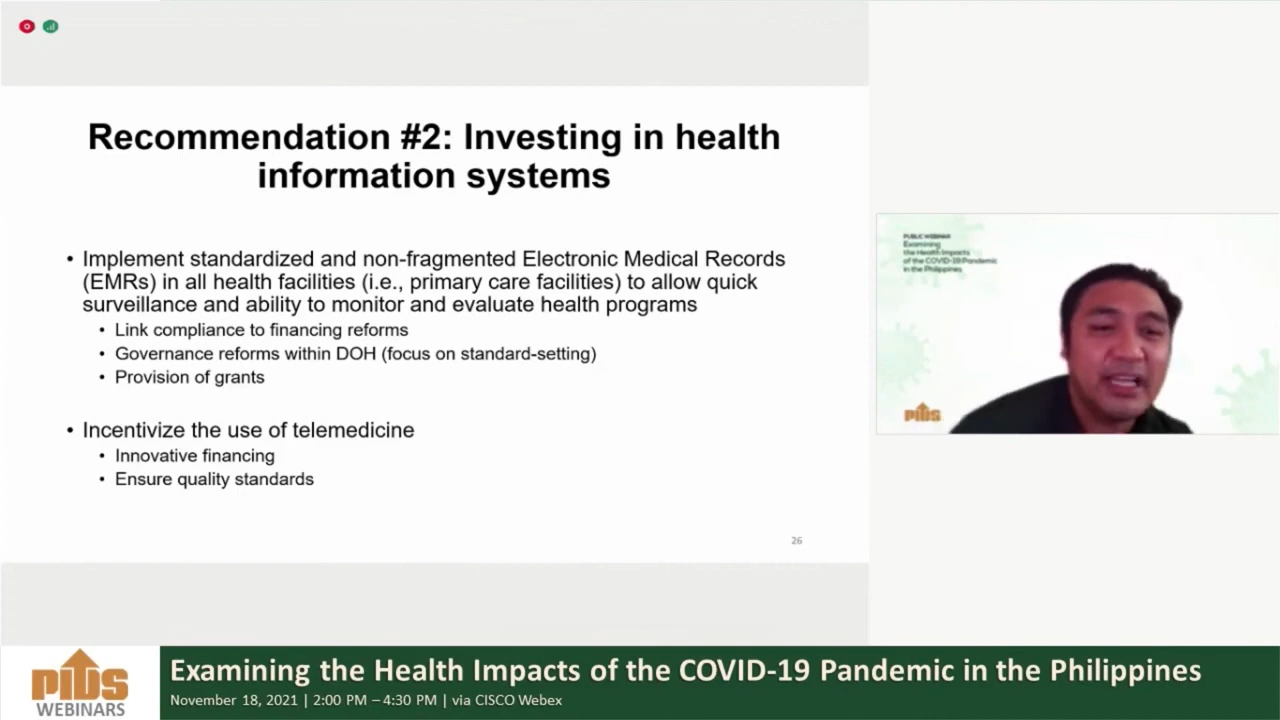 Recommendation #2: Investing in health
information systems
• Implement standardized and non-fragmented Electronic Medical Records
(EMRs) in all health facilities (i.e., primary care facilities) to allow quick
surveillance and ability to monitor and evaluate health programs
• Link compliance to financing reforms
• Governance reforms within DOH (focus on standard-setting)
• Provision of grants
• Incentivize the use of telemedicine
• Innovative financing
• Ensure quality standards
26
PUBLIC WEBINAR
Examining
the Health Impacts
of the COVID-19 Pandemic
in the Philippines
PIDS
PIDS
WEBINARS
Examining the Health Impacts of the COVID-19 Pandemic in the Philippines
November 18, 2021 | 2:00 PM – 4:30 PM | via CISCO Webex